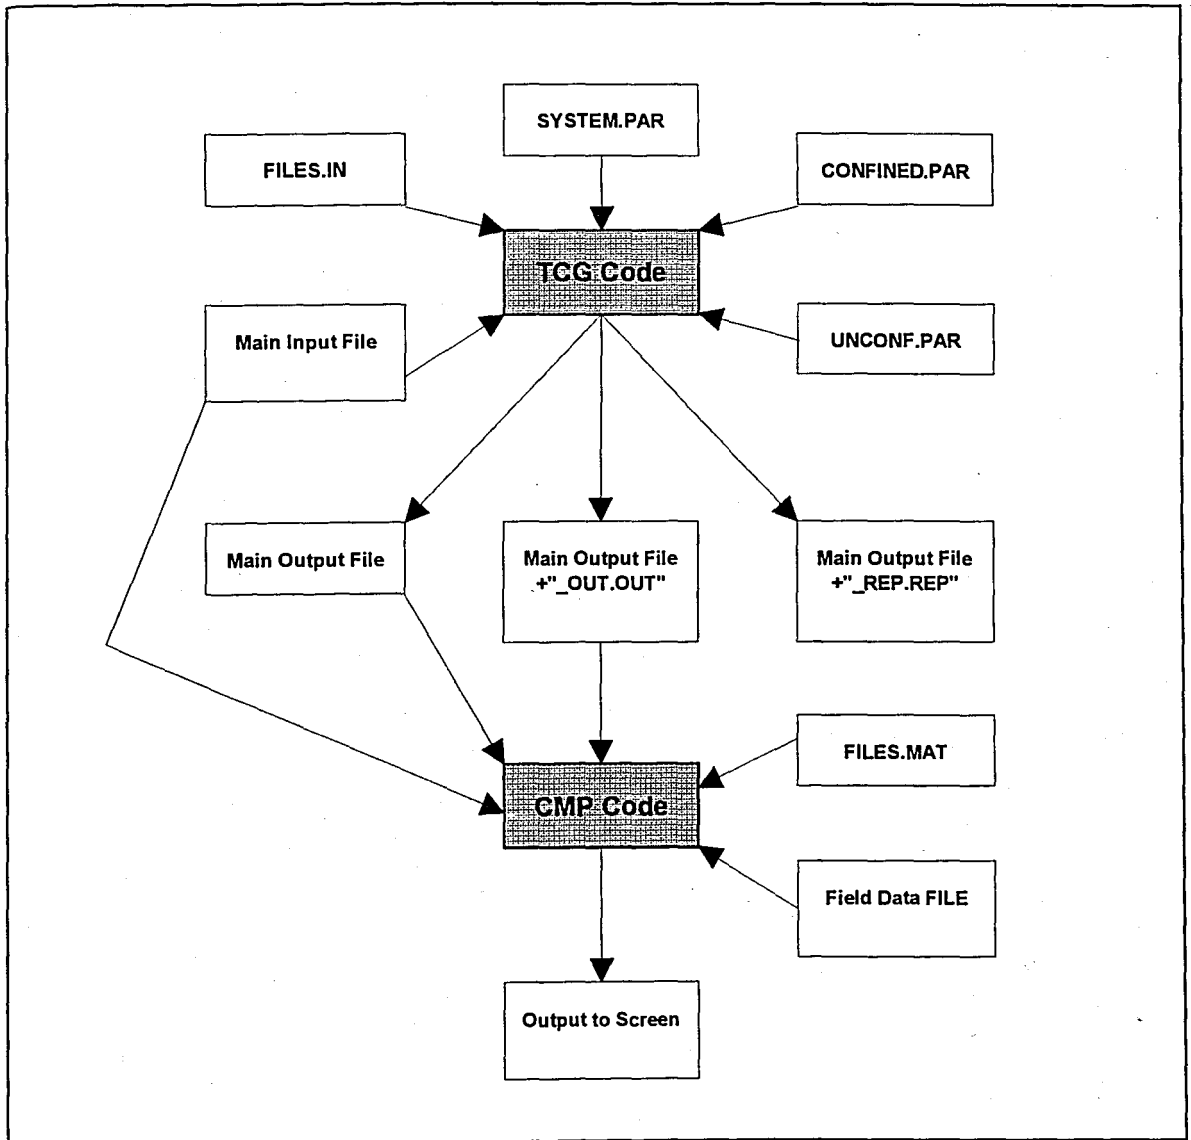 SYSTEM.PAR
FILES.IN
CONFINED.PAR
TCG Code
Main Input File
UNCONF.PAR
Main Output File
Main Output File
+"_OUT.OUT"
Main Output File
+"_REP.REP"
FILES.MAT
CMP Code
Field Data FILE
Output to Screen